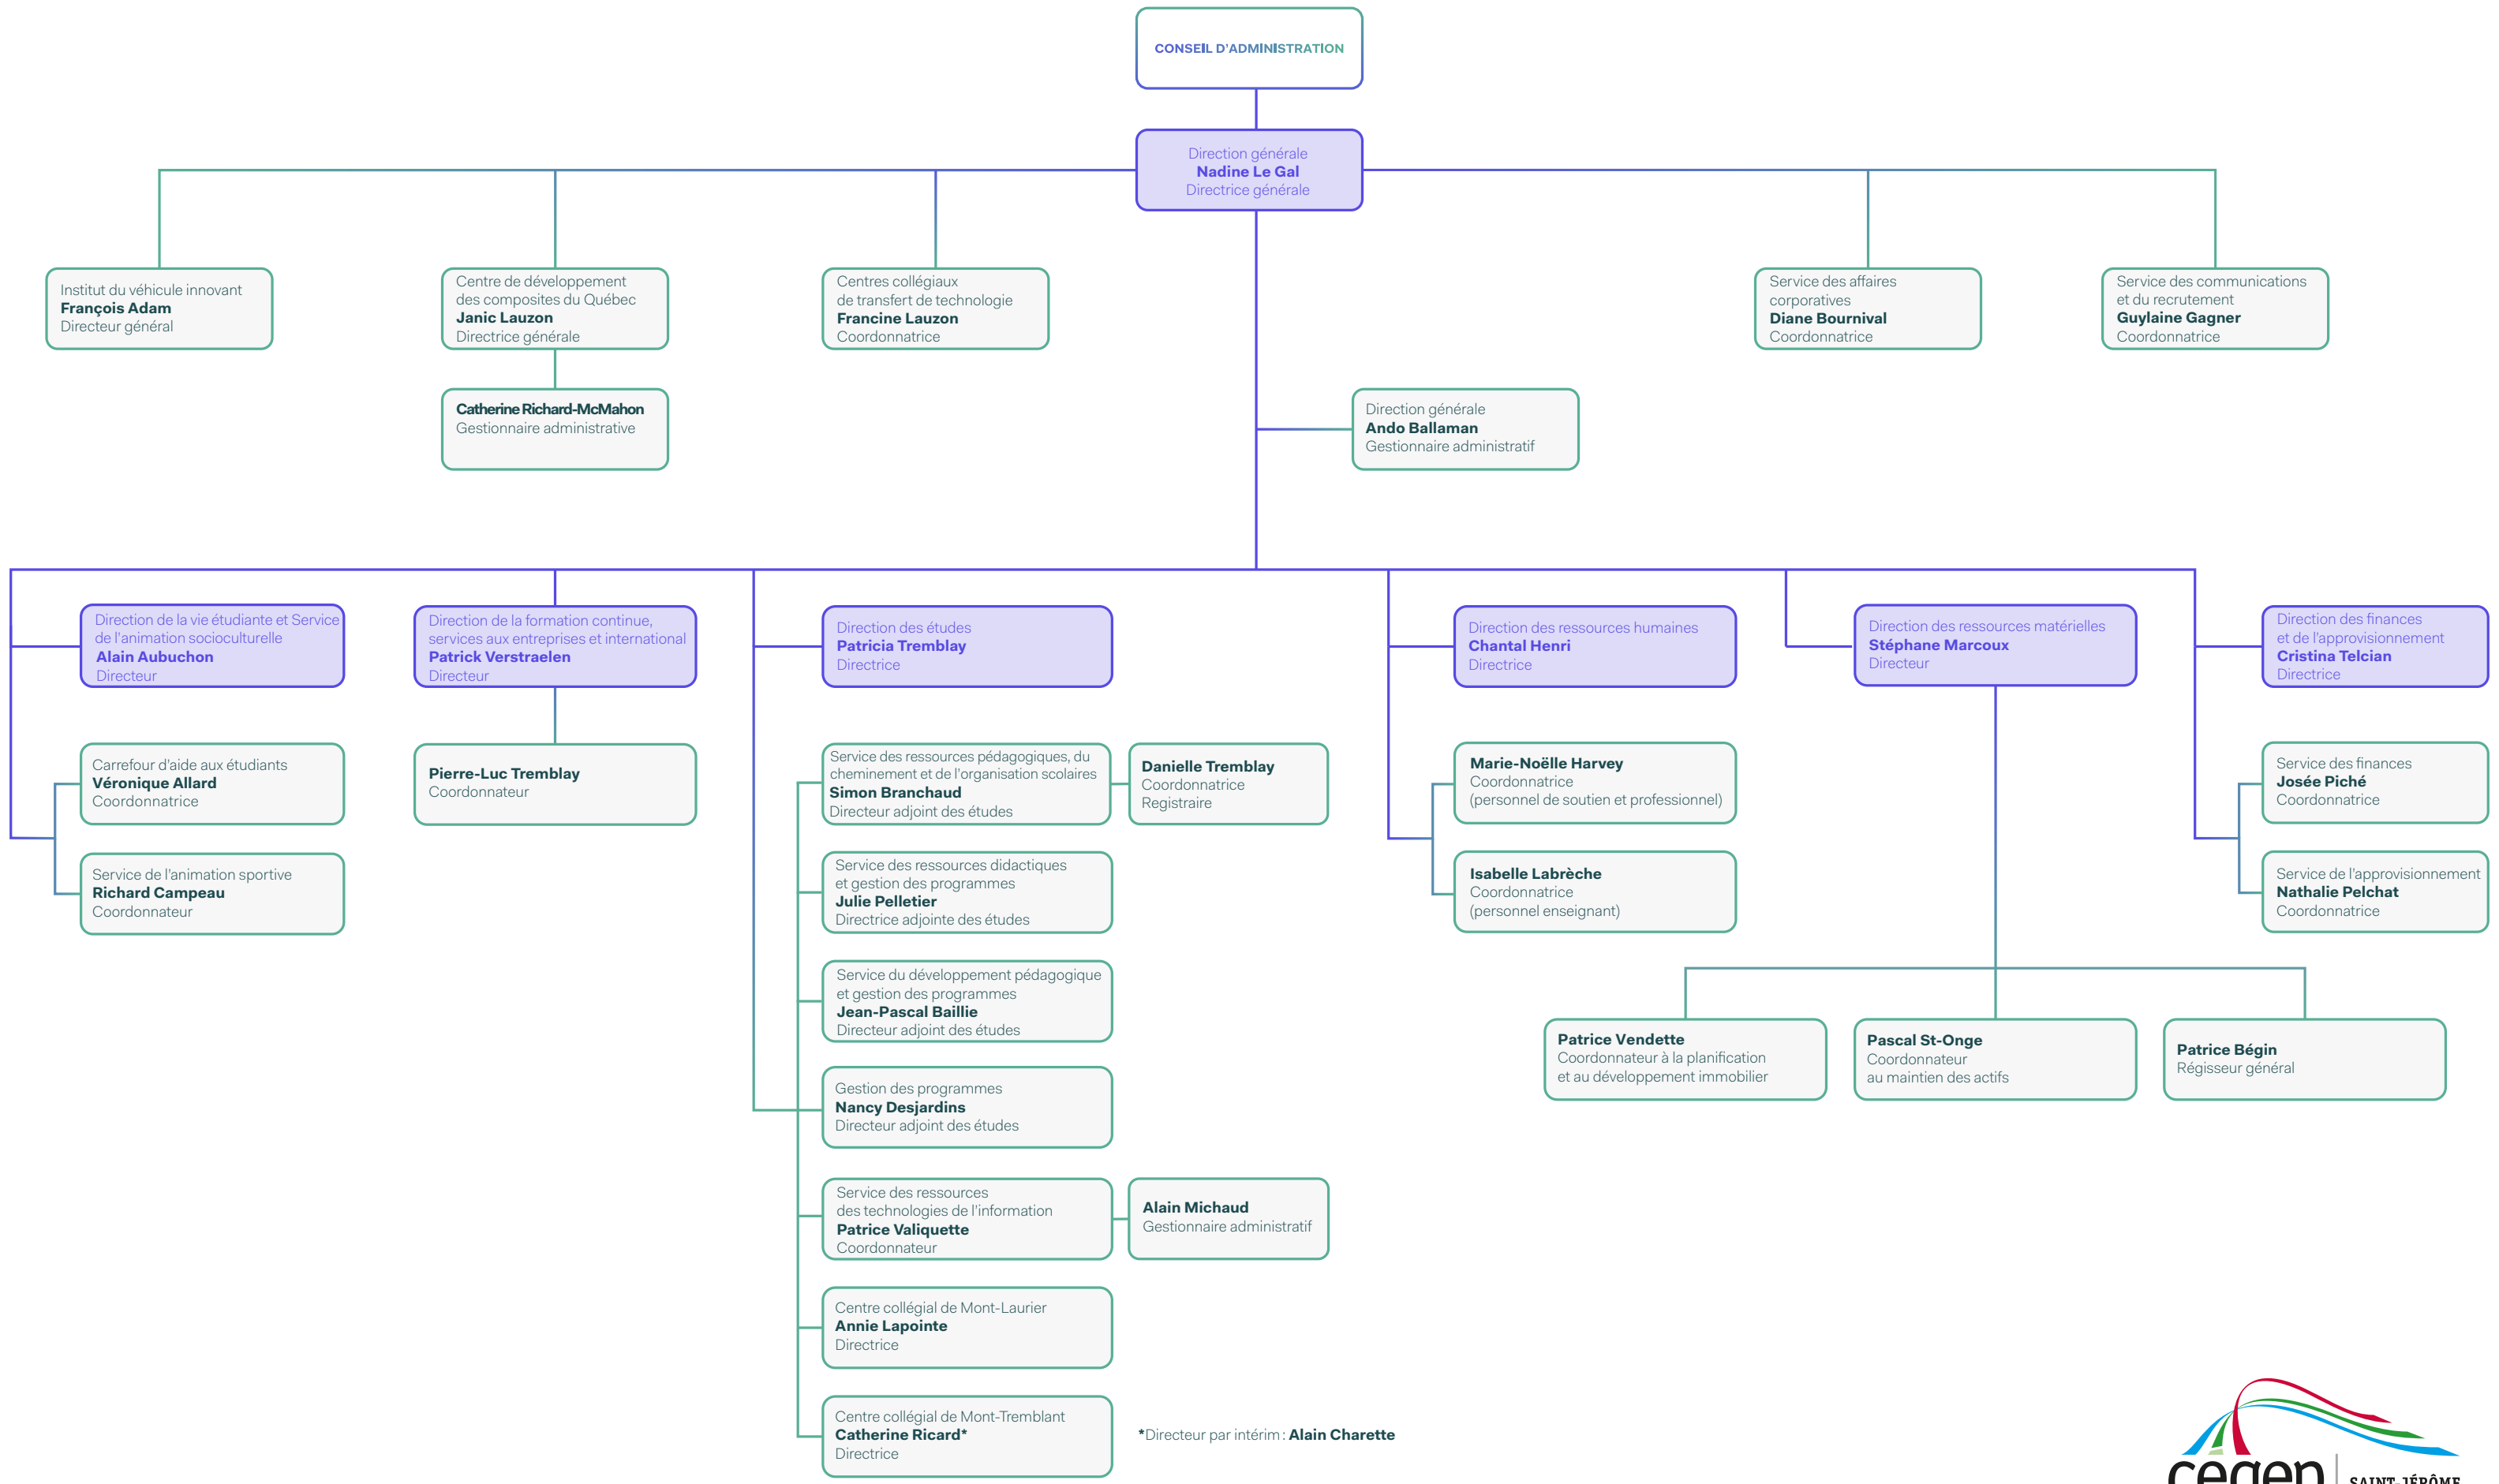 CONSEIL D'ADMINISTRATION
Direction générale
Nadine Le Gal
Directrice générale
Institut du véhicule innovant
François Adam
Directeur général
Centre de développement
des composites du Québec
Janic Lauzon
Directrice générale
Centres collégiaux
de transfert de technologie
Francine Lauzon
Coordonnatrice
Service des affaires
corporatives
Diane Bournival
Coordonnatrice
Service des communications
et du recrutement
Guylaine Gagner
Coordonnatrice
Catherine Richard-McMahon
Gestionnaire administrative
Direction générale
Ando Ballaman
Gestionnaire administratif
Direction de la vie étudiante et Service
de l'animation socioculturelle
Alain Aubuchon
Directeur
Direction de la formation continue,
services aux entreprises et international
Patrick Verstraelen
Directeur
Direction des études
Patricia Tremblay
Directrice
Direction des ressources humaines
Chantal Henri
Directrice
Direction des ressources matérielles
Stéphane Marcoux
Directeur
Direction des finances
et de l'approvisionnement
Cristina Telcian
Directrice
Carrefour d'aide aux étudiants
Véronique Allard
Coordonnatrice
Service de l'animation sportive
Richard Campeau
Coordonnateur
Pierre-Luc Tremblay
Coordonnateur
Service des ressources pédagogiques, du
cheminement et de l'organisation scolaires
Simon Branchaud
Directeur adjoint des études
Danielle Tremblay
Coordonnatrice
Registraire
Service des ressources didactiques
et gestion des programmes
Julie Pelletier
Directrice adjointe des études
Service du développement pédagogique
et gestion des programmes
Jean-Pascal Baillie
Directeur adjoint des études
Gestion des programmes
Nancy Desjardins
Directeur adjoint des études
Service des ressources
des technologies de l'information
Patrice Valiquette
Coordonnateur
Alain Michaud
Gestionnaire administratif
Centre collégial de Mont-Laurier
Annie Lapointe
Directrice
Centre collégial de Mont-Tremblant
Catherine Ricard*
Directrice
*Directeur par intérim : Alain Charette
Marie-Noëlle Harvey
Coordonnatrice
(personnel de soutien et professionnel)
Isabelle Labrèche
Coordonnatrice
(personnel enseignant)
Patrice Vendette
Coordonnateur à la planification
et au développement immobilier
Pascal St-Onge
Coordonnateur
au maintien des actifs
Patrice Bégin
Régisseur général
Service des finances
Josée Piché
Coordonnatrice
Service de l'approvisionnement
Nathalie Pelchat
Coordonnatrice
cégep
SAINT-JÉRÔME